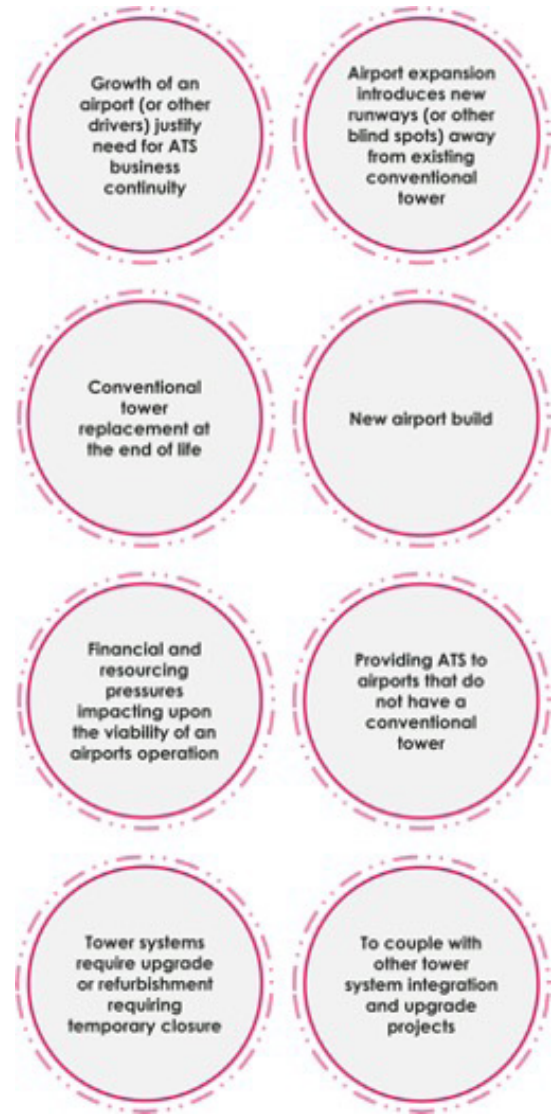 Growth of an
airport (or other
drivers) justify
need for ATS
business
continuity
Airport expansion
introduces new
runways (or other
blind spots) away
from existing
conventional
tower
Conventional
tower
replacement at
the end of life
New airport build
Financial and
resourcing
pressures
impacting upon
the viability of an
airports operation
Providing ATS to
airports that do
not have a
conventional
tower
Tower systems
require upgrade
or refurbishment
requiring
temporary closure
To couple with
other tower
system integration
and upgrade
projects